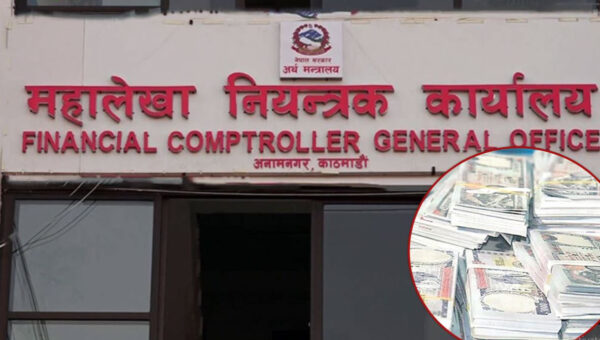 नेपाल सरकार
अर्थ मन्त्रालय
महालेखा नियन्त्रक कार्यालय
FINANCIAL COMPTROLLER GENERAL OFFICE
अनामनगर, काठमाडौं